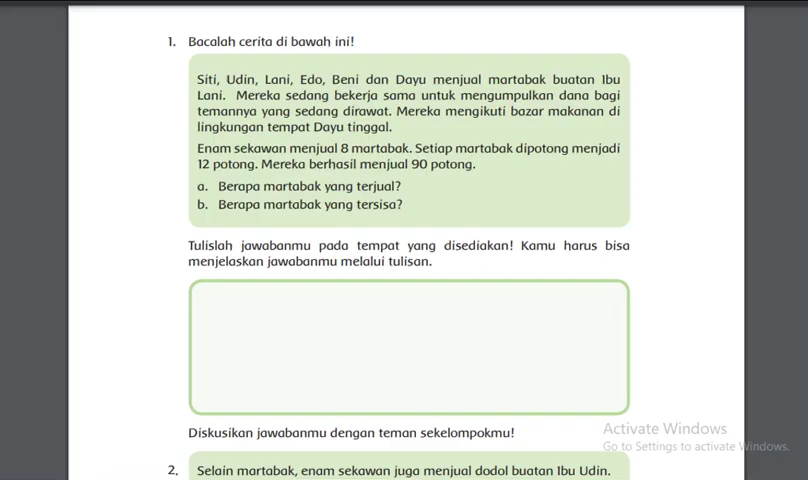 1. Bacalah cerita di bawah ini!
Siti, Udin, Lani, Edo, Beni dan Dayu menjual martabak buatan Ibu
Lani. Mereka sedang bekerja sama untuk mengumpulkan dana bagi
temannya yang sedang dirawat. Mereka mengikuti bazar makanan di
lingkungan tempat Dayu tinggal.
Enam sekawan menjual 8 martabak. Setiap martabak dipotong menjadi
12 potong. Mereka berhasil menjual 90 potong.
a. Berapa martabak yang terjual?
b. Berapa martabak yang tersisa?
Tulislah jawabanmu pada tempat yang disediakan! Kamu harus bisa
menjelaskan jawabanmu melalui tulisan.
Diskusikan jawabanmu dengan teman sekelompokmu!
Activate Windows
Go to Settings to activate Windows.
2. Selain martabak, enam sekawan juga menjual dodol buatan Ibu Udin.